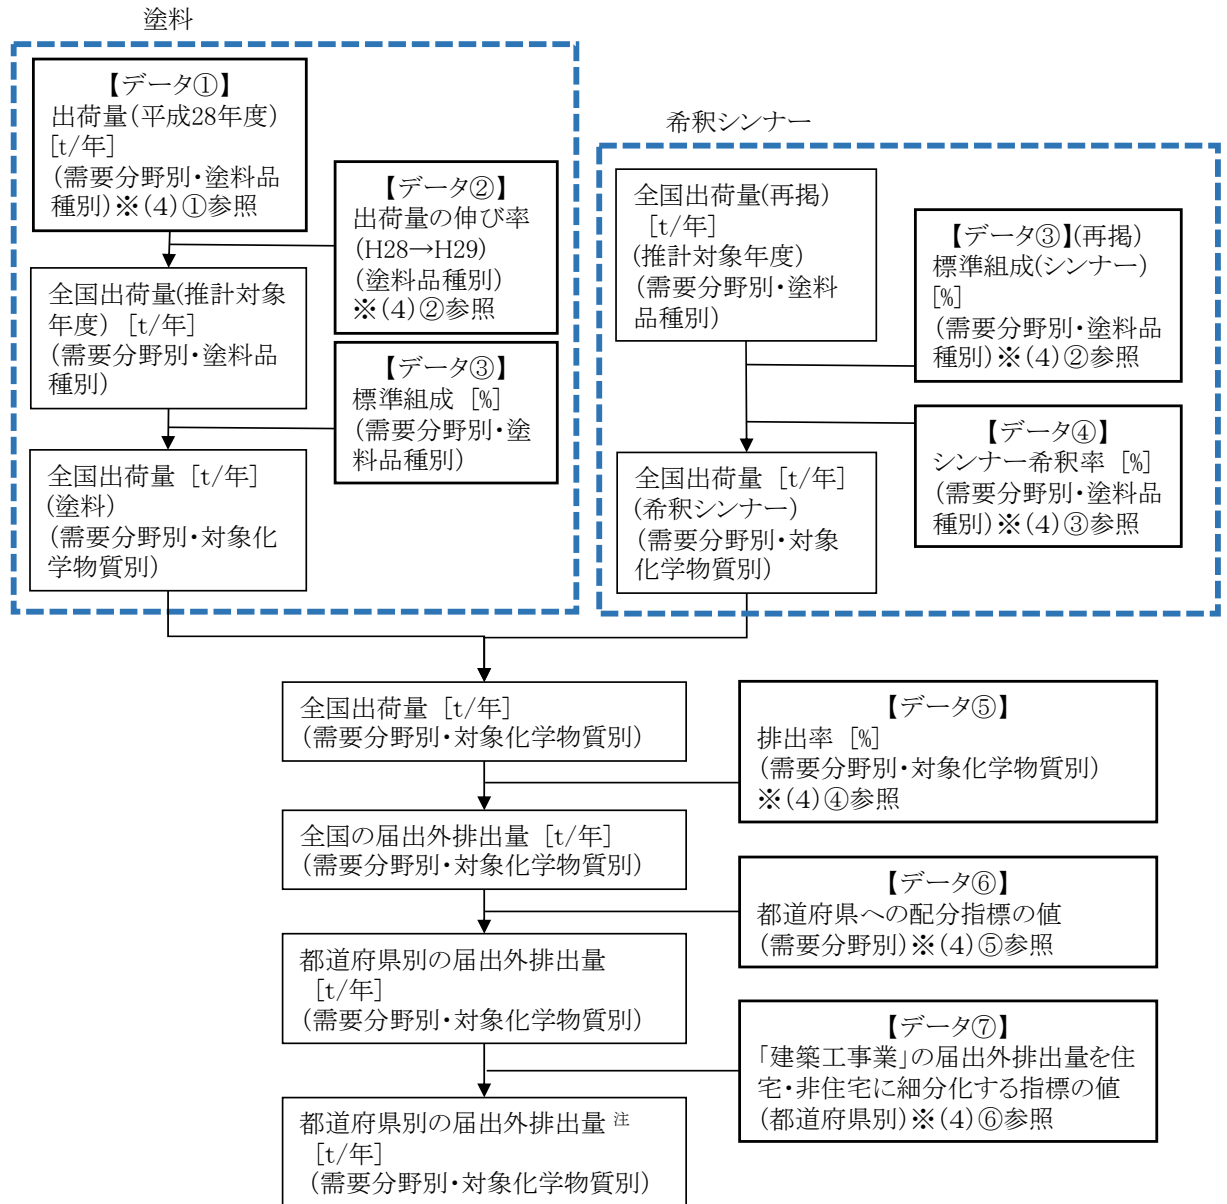 塗料
【データ①】
出荷量(平成28年度)
[t/年]
(需要分野別・塗料品
種別)※(4)①参照
【データ②】
出荷量の伸び率
(H28→H29)
(塗料品種別)
※(4)②参照
全国出荷量(推計対象
年度) [t/年]
(需要分野別・塗料品
種別)
【データ③】
標準組成 [%]
(需要分野別・塗
料品種別)
全国出荷量 [t/年]
(塗料)
(需要分野別・対象化
学物質別)
希釈シンナー
全国出荷量(再掲)
[t/年]
(推計対象年度)
(需要分野別・塗料
品種別)
【データ③】(再掲)
標準組成(シンナー)
[%]
(需要分野別・塗料品
種別)※(4)②参照
【データ④】
シンナー希釈率 [%]
(需要分野別・塗料品
種別)※(4)③参照
全国出荷量 [t/年]
(希釈シンナー)
(需要分野別・対象
化学物質別)
全国出荷量 [t/年]
(需要分野別・対象化学物質別)
【データ⑤】
排出率 [%]
(需要分野別・対象化学物質別)
※(4)④参照
全国の届出外排出量 [t/年]
(需要分野別・対象化学物質別)
【データ⑥】
都道府県への配分指標の値
(需要分野別)※(4)⑤参照
都道府県別の届出外排出量
[t/年]
(需要分野別・対象化学物質別)
【データ⑦】
「建築工事業」の届出外排出量を住
宅・非住宅に細分化する指標の値
(都道府県別)※(4)⑥参照
都道府県別の届出外排出量 注
[t/年]
(需要分野別・対象化学物質別)